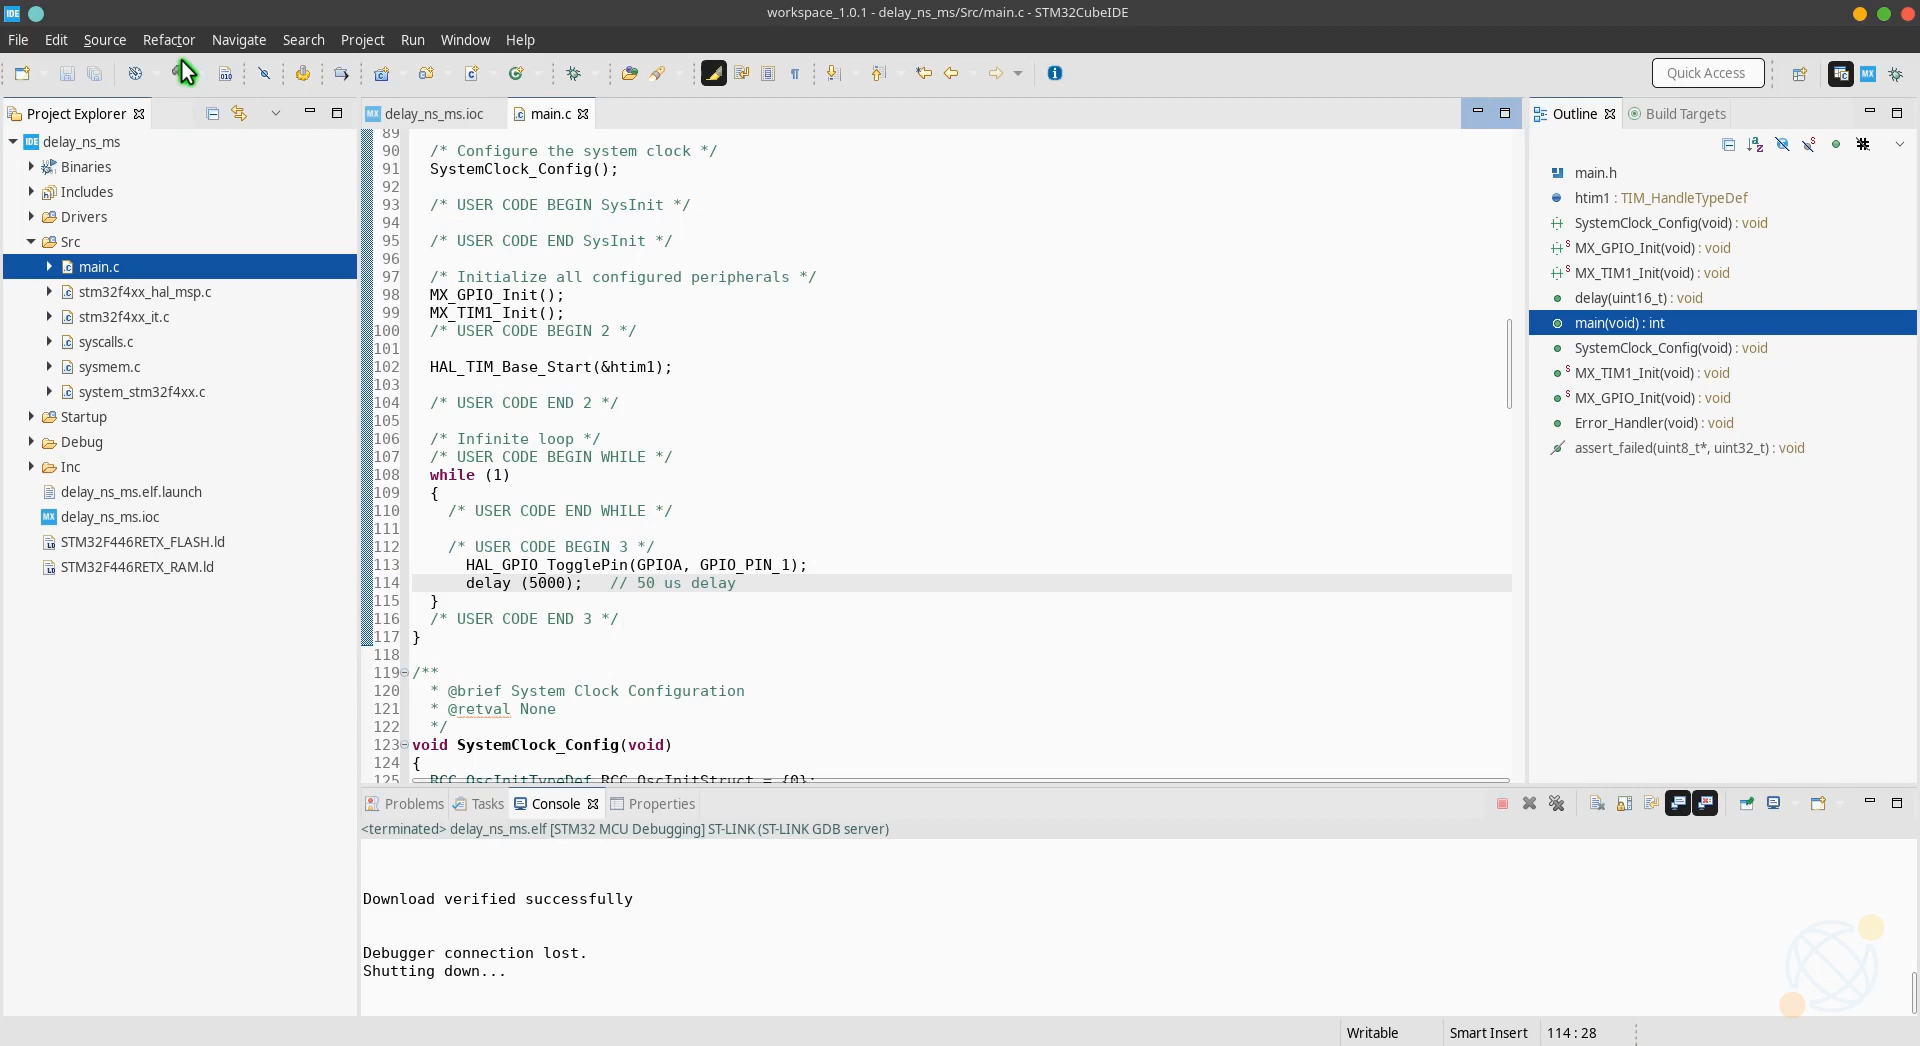 IDE
workspace_1.0.1 - delay_ns_ms/Src/main.c - STM32CubeIDE
File Edit Source Refactor Navigate Search Project Run Window Help
010
Quick Access
MX
Project Explorer
MX delay_ns_ms.ioc
main.c
Outline
Build Targets
IDE delay_ns_ms
Binaries
Includes
Drivers
Src
main.c
stm32f4xx_hal_msp.c
stm32f4xx_it.c
syscalls.c
sysmem.c
system_stm32f4xx.c
Startup
Debug
Inc
delay_ns_ms.elf.launch
MX delay_ns_ms.ioc
STM32F446RETX_FLASH.ld
STM32F446RETX_RAM.ld
89
90 /* Configure the system clock */
91 SystemClock_Config();
92
93 /* USER CODE BEGIN SysInit */
94
95 /* USER CODE END SysInit */
96
97 /* Initialize all configured peripherals */
98 MX_GPIO_Init();
99 MX_TIM1_Init();
100 /* USER CODE BEGIN 2 */
101
102 HAL_TIM_Base_Start(&htim1);
103
104 /* USER CODE END 2 */
105
106 /* Infinite loop */
107 /* USER CODE BEGIN WHILE */
108 while (1)
109 {
110 /* USER CODE END WHILE */
111
112 /* USER CODE BEGIN 3 */
113 HAL_GPIO_TogglePin(GPIOA, GPIO_PIN_1);
114 delay (5000); // 50 us delay
115 }
116 /* USER CODE END 3 */
117 }
118
119 /**
120 * @brief System Clock Configuration
121 * @retval None
122 */
123 void SystemClock_Config(void)
124 {
125 RCC_OscInitTypeDef RCC_OscInitStruct = {0};
main.h
htim1 : TIM_HandleTypeDef
SystemClock_Config(void) : void
MX_GPIO_Init(void) : void
MX_TIM1_Init(void) : void
delay(uint16_t) : void
main(void) : int
SystemClock_Config(void) : void
MX_TIM1_Init(void) : void
MX_GPIO_Init(void) : void
Error_Handler(void) : void
assert_failed(uint8_t*, uint32_t) : void
Problems Tasks Console Properties
<terminated> delay_ns_ms.elf [STM32 MCU Debugging] ST-LINK (ST-LINK GDB server)
Download verified successfully
Debugger connection lost.
Shutting down...
Writable Smart Insert 114 : 28